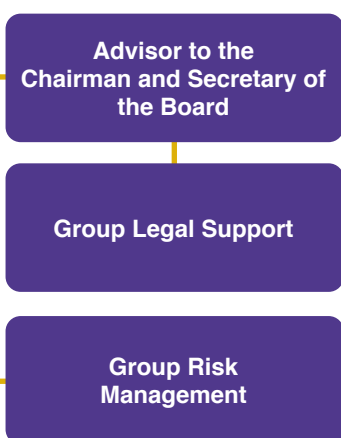 Advisor to the
Chairman and Secretary of
the Board
Group Legal Support
Group Risk
Management